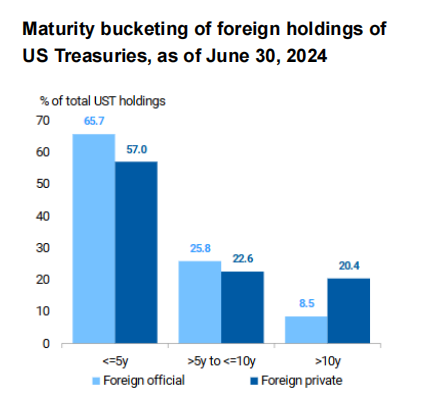 Maturity bucketing of foreign holdings of
US Treasuries, as of June 30, 2024
% of total UST holdings
70
60
50
40
30
20
10
0
65.7
57.0
25.8
22.6
8.5
20.4
<=5y
>5y to <=10y
>10y
Foreign official
Foreign private